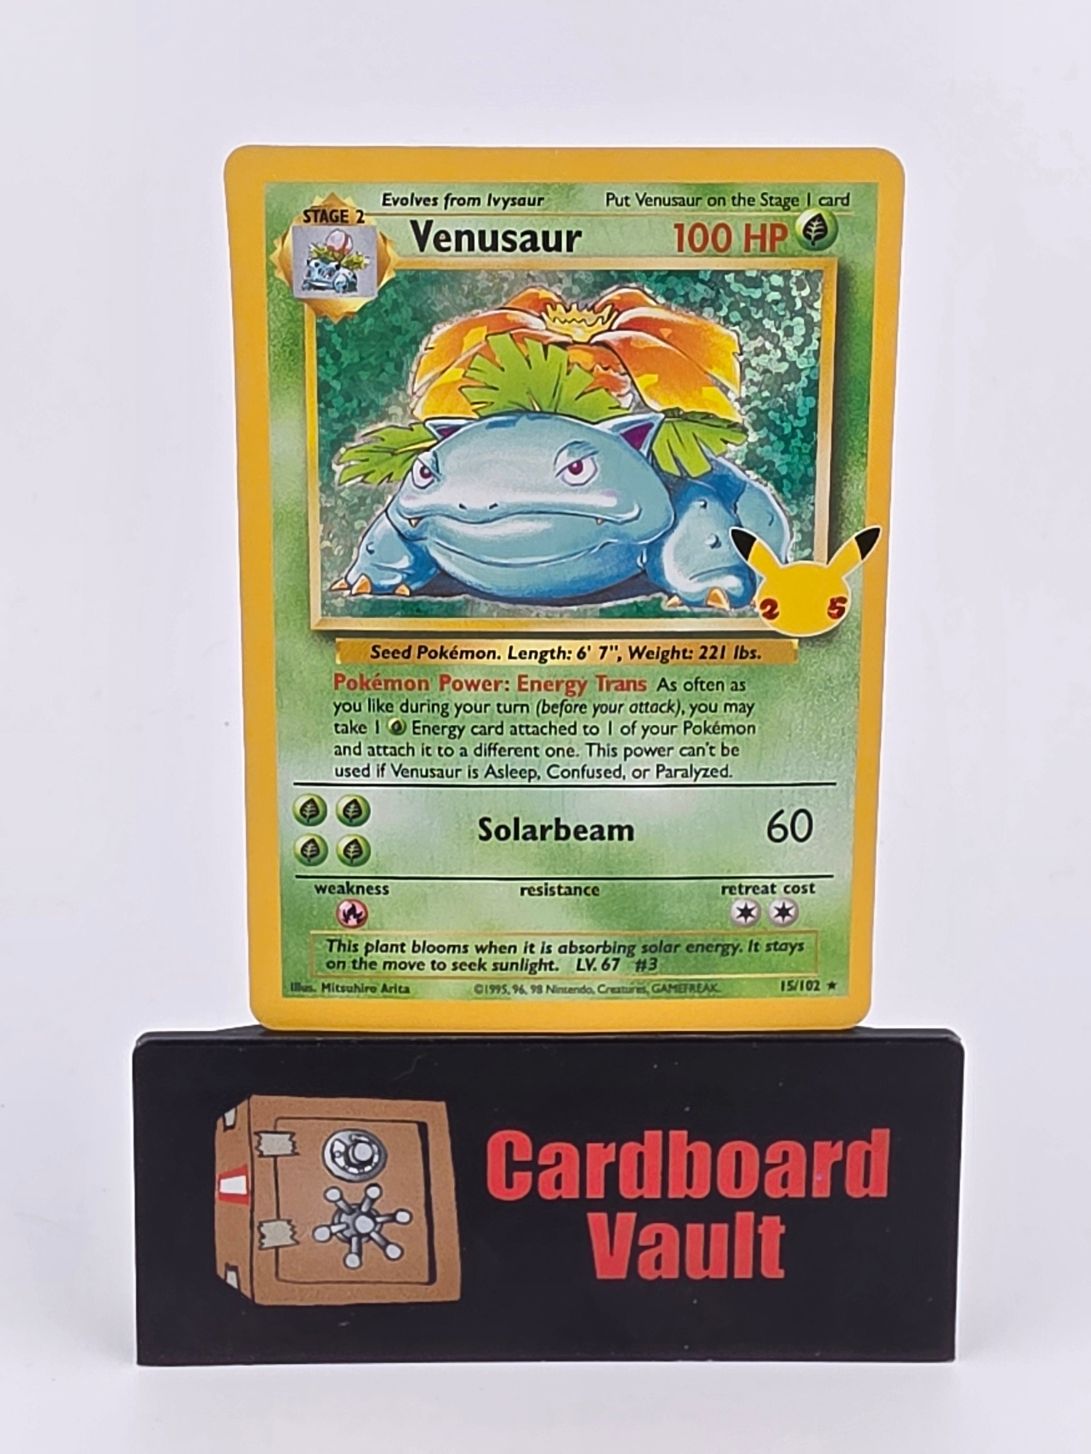 Evolves from Ivysaur Put Venusaur on the Stage 1 card
STAGE 2
Venusaur 100 HP
2 5
Seed Pokémon. Length: 6' 7", Weight: 221 lbs.
Pokémon Power: Energy Trans As often as
you like during your turn (before your attack), you may
take 1 Energy card attached to 1 of your Pokémon
and attach it to a different one. This power can't be
used if Venusaur is Asleep, Confused, or Paralyzed.
Solarbeam 60
weakness resistance retreat cost
This plant blooms when it is absorbing solar energy. It stays
on the move to seek sunlight. LV. 67 #3
Illus. Mitsuhiro Arita ©1995, 96, 98 Nintendo, Creatures, GAMEFREAK. 15/102 ★
Cardboard
Vault